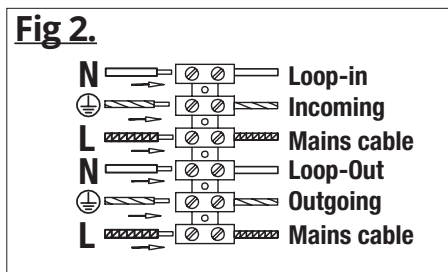 Fig 2.
N Loop-in
Incoming
L Mains cable
N Loop-Out
Outgoing
L Mains cable